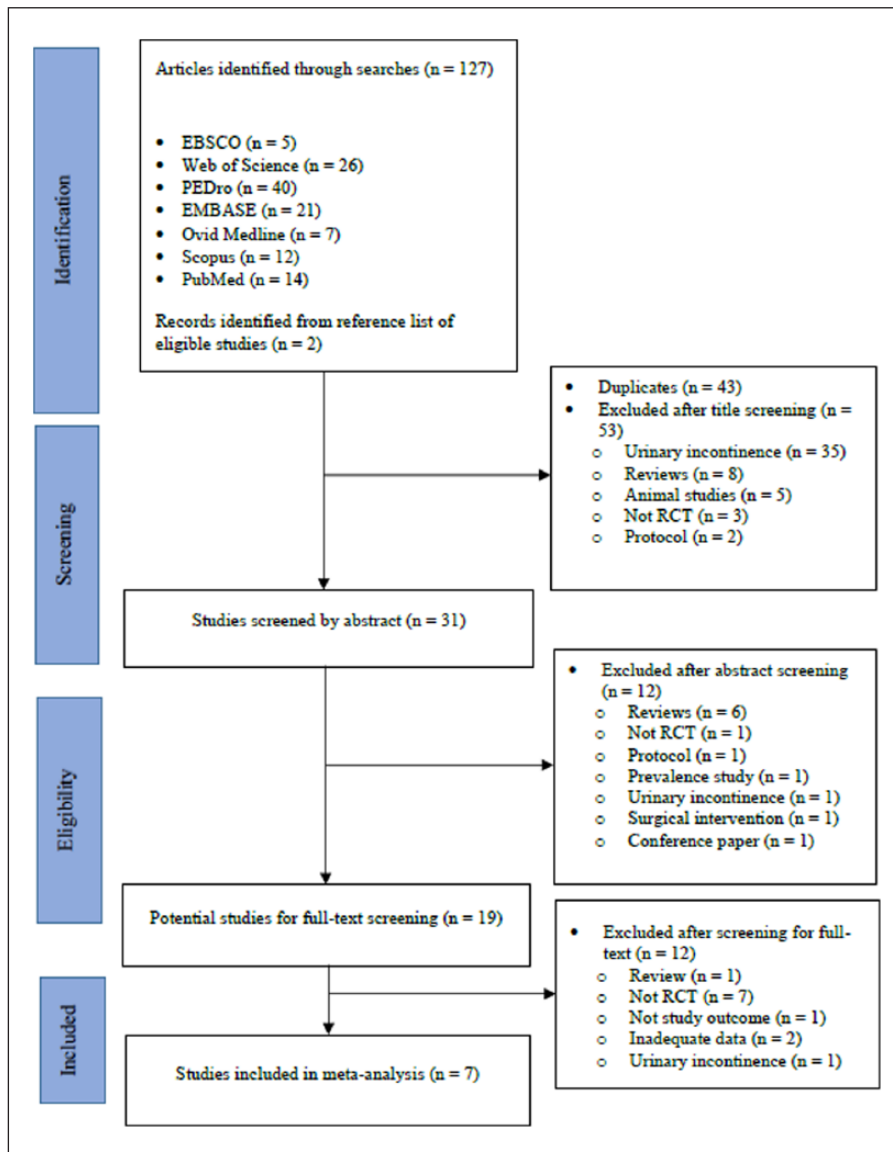 Identification
Articles identified through searches (n = 127)
• EBSCO (n = 5)
• Web of Science (n = 26)
• PEDro (n = 40)
• EMBASE (n = 21)
• Ovid Medline (n = 7)
• Scopus (n = 12)
• PubMed (n = 14)
Records identified from reference list of
eligible studies (n = 2)
• Duplicates (n = 43)
• Excluded after title screening (n =
53)
o Urinary incontinence (n = 35)
o Reviews (n = 8)
o Animal studies (n = 5)
o Not RCT (n = 3)
o Protocol (n = 2)
Screening
Studies screened by abstract (n = 31)
• Excluded after abstract screening
(n = 12)
o Reviews (n = 6)
o Not RCT (n = 1)
o Protocol (n = 1)
o Prevalence study (n = 1)
o Urinary incontinence (n = 1)
o Surgical intervention (n = 1)
o Conference paper (n = 1)
Eligibility
Potential studies for full-text screening (n = 19)
• Excluded after screening for full-
text (n = 12)
o Review (n = 1)
o Not RCT (n = 7)
o Not study outcome (n = 1)
o Inadequate data (n = 2)
o Urinary incontinence (n = 1)
Included
Studies included in meta-analysis (n = 7)